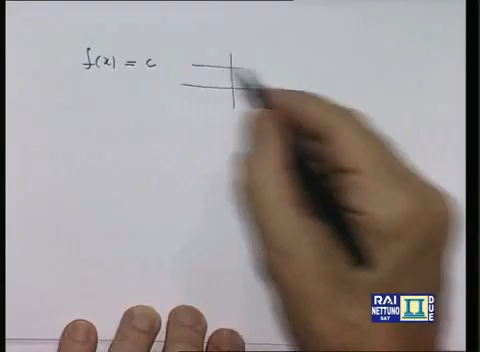 f(x) = c
RAI
NETTUNO
SAT
DUE